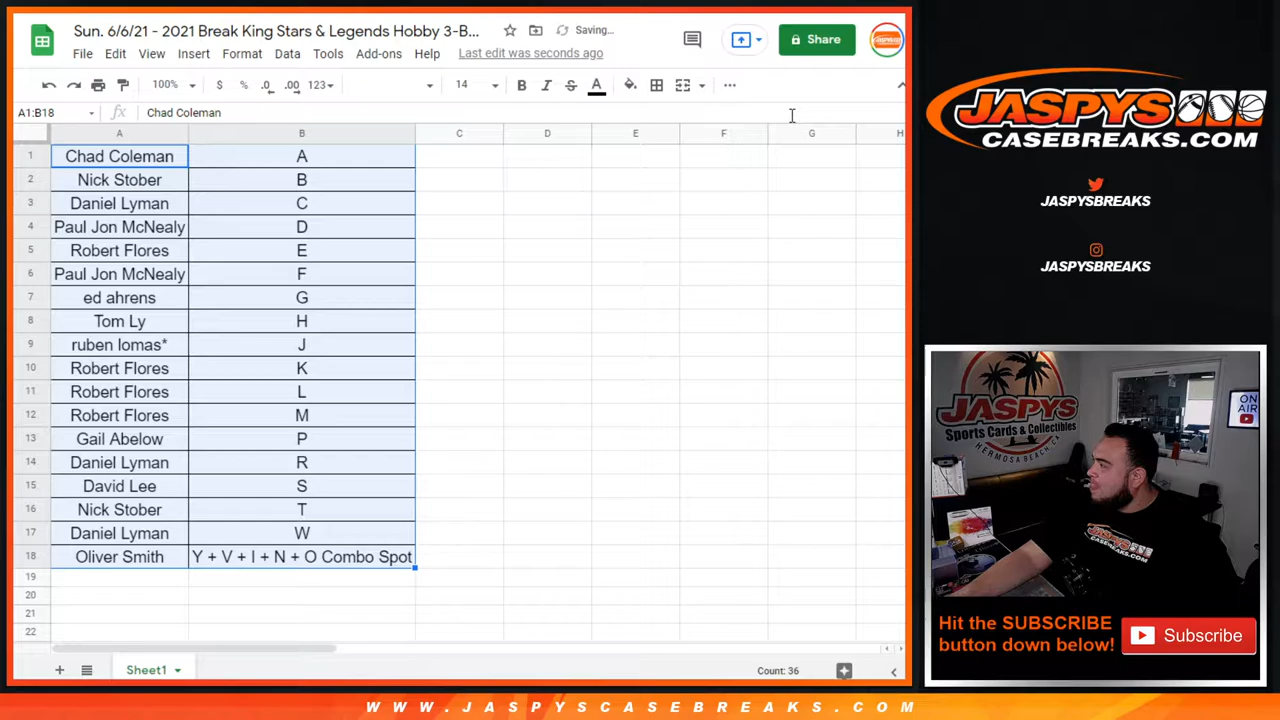 Sun. 6/6/21 - 2021 Break King Stars & Legends Hobby 3-B...
Saving...
Share
File Edit View Insert Format Data Tools Add-ons Help Last edit was seconds ago
100% $ % .0 .00 123 14 B I S A
A1:B18 fx Chad Coleman
A B C D E F G H
1 Chad Coleman A
2 Nick Stober B
3 Daniel Lyman C
4 Paul Jon McNealy D
5 Robert Flores E
6 Paul Jon McNealy F
7 ed ahrens G
8 Tom Ly H
9 ruben lomas* J
10 Robert Flores K
11 Robert Flores L
12 Robert Flores M
13 Gail Abelow P
14 Daniel Lyman R
15 David Lee S
16 Nick Stober T
17 Daniel Lyman W
18 Oliver Smith Y + V + I + N + O Combo Spot
19
20
21
22
Sheet1
Count: 36
JASPYS
CASEBREAKS.COM
JASPYSBREAKS
JASPYSBREAKS
JASPYS
Sports Cards & Collectibles
HERMOSA BEACH, CA
ON
AIR
JASPYS
CASEBREAKS.COM
Hit the SUBSCRIBE
button down below!
Subscribe
WWW.JASPYSCASEBREAKS.COM